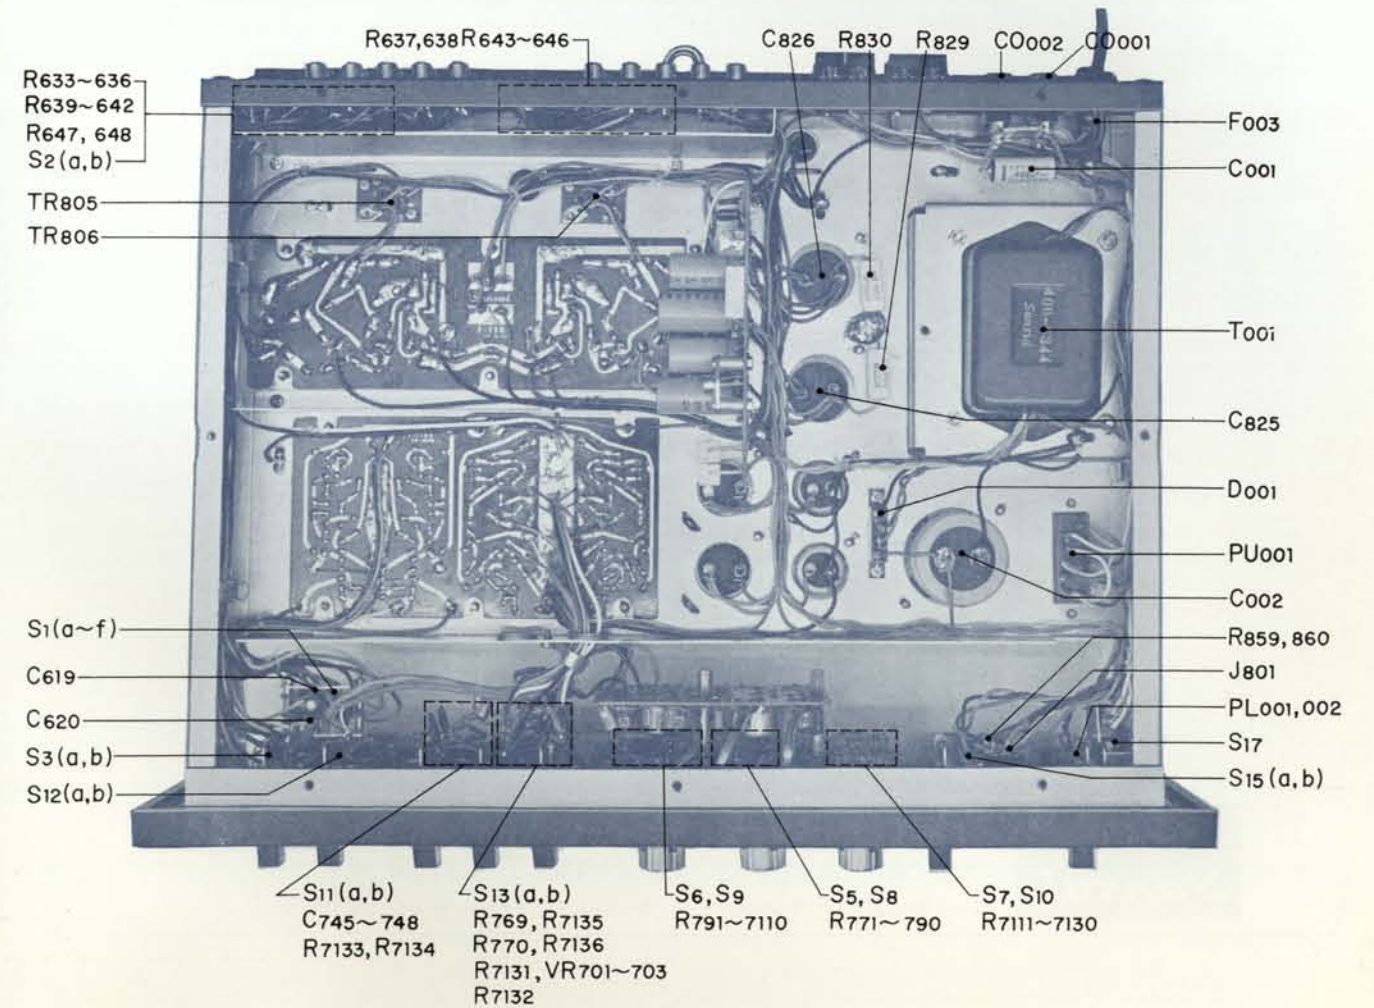 R637,638 R643~646
C826
R830
R829
CO002
CO001
R633~636
R639~642
R647, 648
S2(a,b)
TR805
TR806
F003
C001
T001
C825
D001
PU001
C002
R859, 860
J801
PL001,002
S17
S15 (a,b)
S1(a~f)
C619
C620
S3(a,b)
S12(a,b)
S11(a,b)
C745~748
R7133, R7134
S13(a,b)
R769, R7135
R770, R7136
R7131, VR701~703
R7132
S6, S9
R791~7110
S5, S8
R771~790
S7, S10
R7111~7130